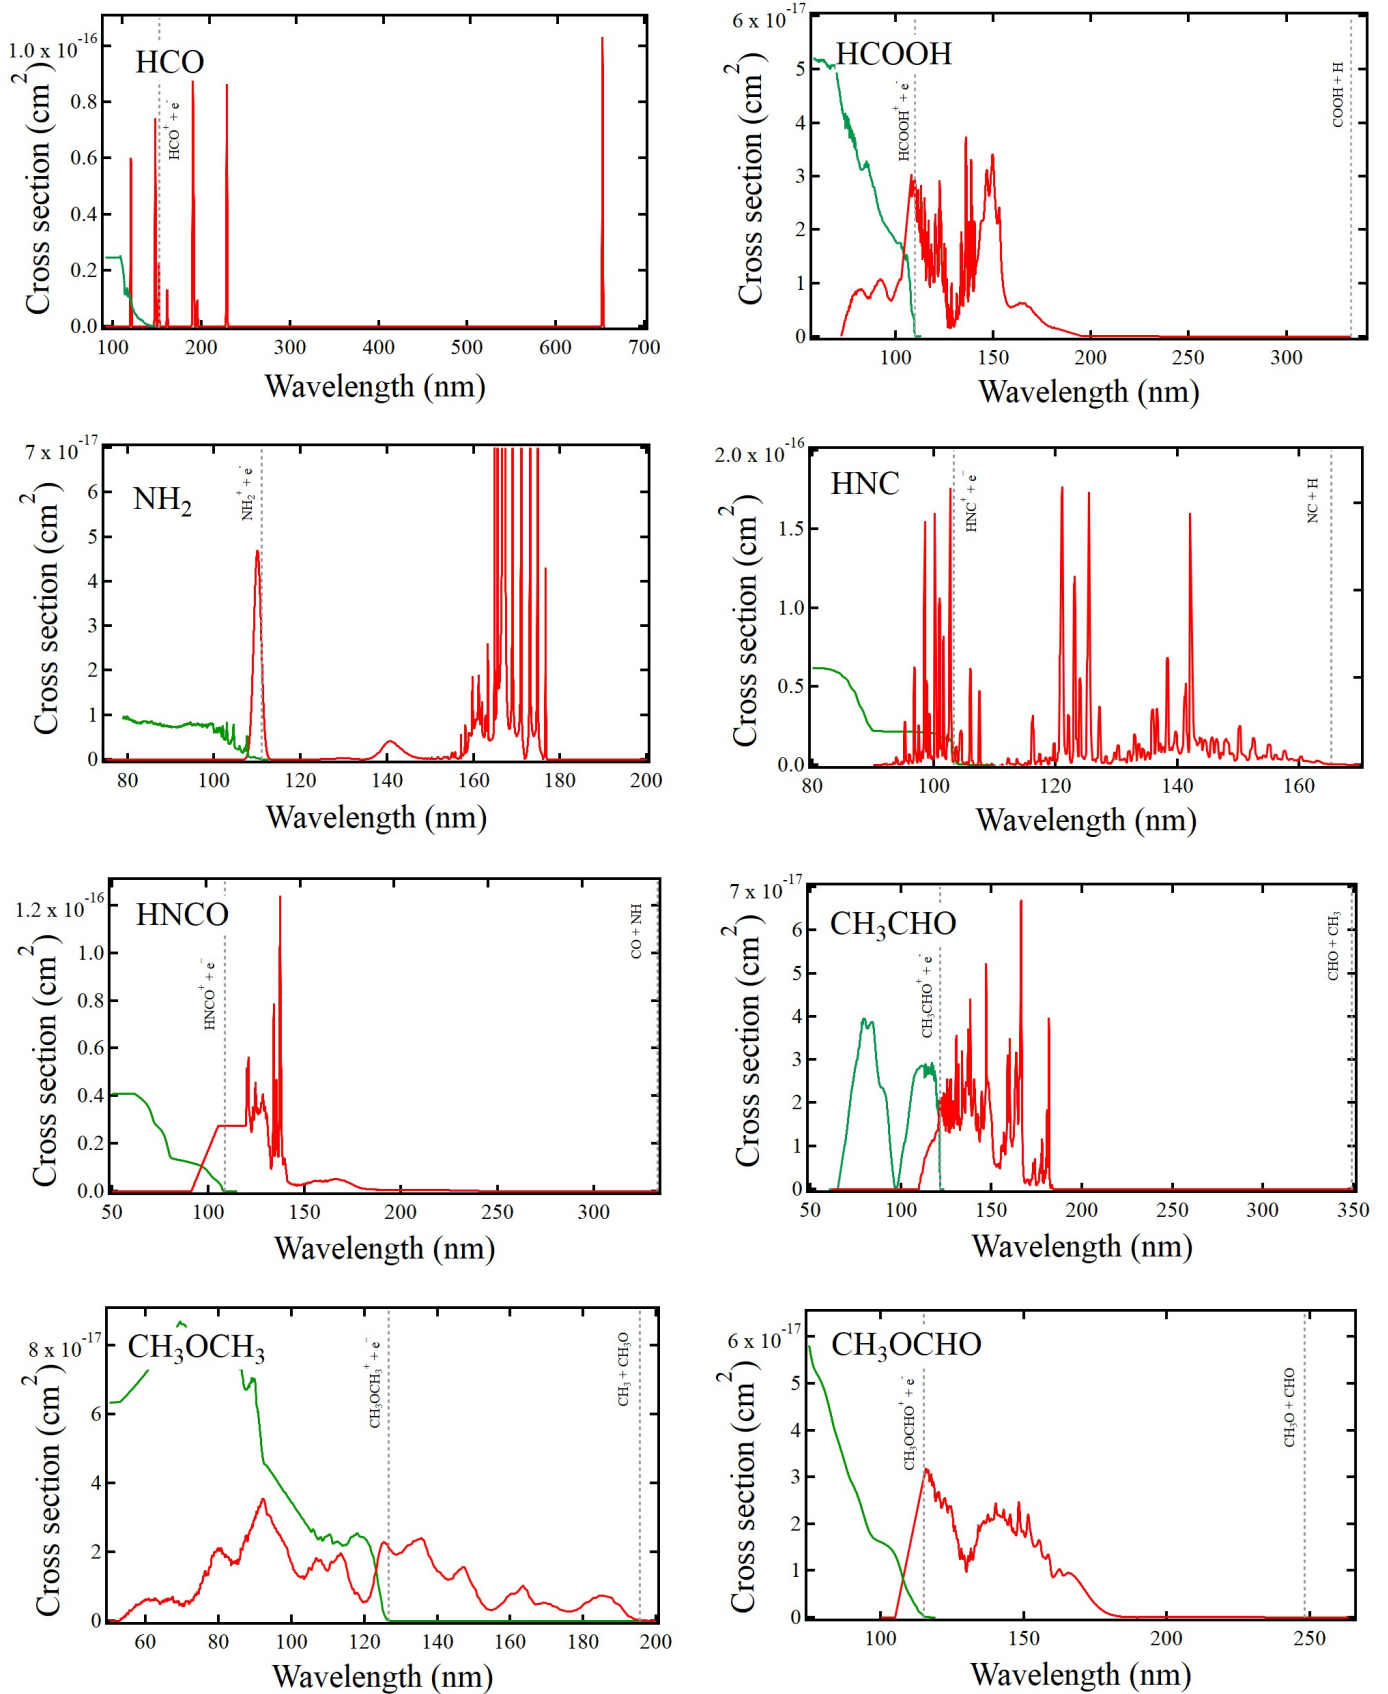 HCO
1.0 x 10-16
0.8
0.6
0.4
0.2
0.0
Cross section (cm2)
HCO+ + e-
100 200 300 400 500 600 700
Wavelength (nm)
HCOOH
6 x 10-17
5
4
3
2
1
0
Cross section (cm2)
HCOOH+ + e-
COOH + H
100 150 200 250 300
Wavelength (nm)
NH2
7 x 10-17
6
5
4
3
2
1
0
Cross section (cm2)
NH2+ + e-
80 100 120 140 160 180 200
Wavelength (nm)
HNC
2.0 x 10-16
1.5
1.0
0.5
0.0
Cross section (cm2)
HNC+ + e-
NC + H
80 100 120 140 160
Wavelength (nm)
HNCO
1.2 x 10-16
1.0
0.8
0.6
0.4
0.2
0.0
Cross section (cm2)
HNCO+ + e-
CO + NH
50 100 150 200 250 300
Wavelength (nm)
CH3CHO
7 x 10-17
6
5
4
3
2
1
0
Cross section (cm2)
CH3CHO+ + e-
CHO + CH3
50 100 150 200 250 300 350
Wavelength (nm)
CH3OCH3
8 x 10-17
6
4
2
0
Cross section (cm2)
CH3OCH3+ + e-
CH3 + CH3O
60 80 100 120 140 160 180 200
Wavelength (nm)
CH3OCHO
6 x 10-17
5
4
3
2
1
0
Cross section (cm2)
CH3OCHO+ + e-
CH3O + CHO
100 150 200 250
Wavelength (nm)